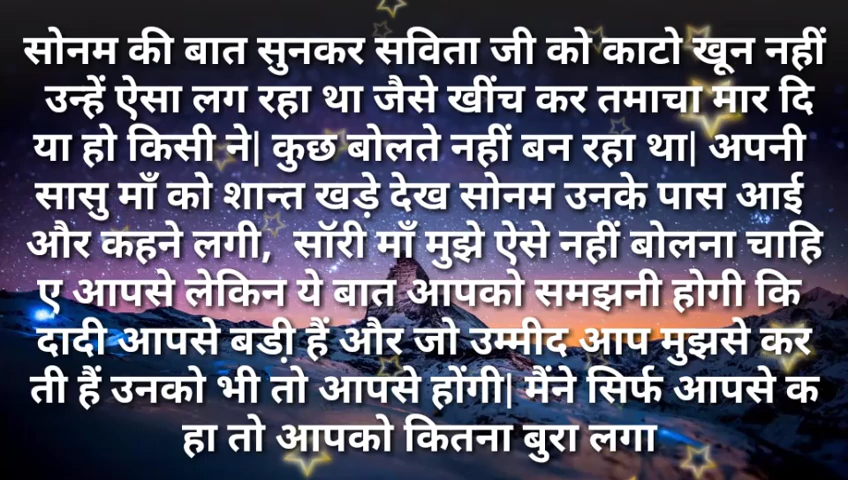 सोनम की बात सुनकर सविता जी को काटो खून नहीं
उन्हें ऐसा लग रहा था जैसे खींच कर तमाचा मार दि
या हो किसी ने| कुछ बोलते नहीं बन रहा था| अपनी
सासु माँ को शान्त खड़े देख सोनम उनके पास आई
और कहने लगी, सॉरी माँ मुझे ऐसे नहीं बोलना चाहि
ए आपसे लेकिन ये बात आपको समझनी होगी कि
दादी आपसे बडी़ हैं और जो उम्मीद आप मुझसे कर
ती हैं उनको भी तो आपसे होंगी| मैंने सिर्फ आपसे क
हा तो आपको कितना बुरा लगा